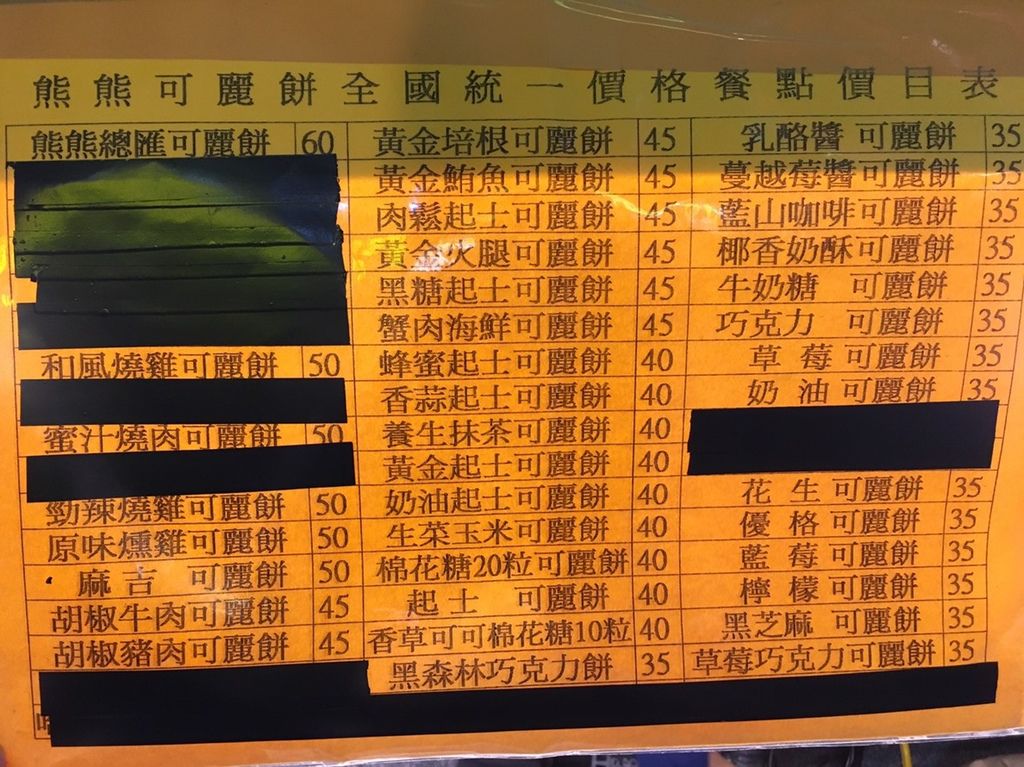 熊熊可麗餅全國統一價格餐點價目表
熊熊總匯可麗餅 60
和風燒雞可麗餅 50
蜜汁燒肉可麗餅 50
勁辣燒雞可麗餅 50
原味燻雞可麗餅 50
麻吉 可麗餅 50
胡椒牛肉可麗餅 45
胡椒豬肉可麗餅 45
黃金培根可麗餅 45
黃金鮪魚可麗餅 45
肉鬆起士可麗餅 45
黃金火腿可麗餅 45
黑糖起士可麗餅 45
蟹肉海鮮可麗餅 45
蜂蜜起士可麗餅 40
香蒜起士可麗餅 40
養生抹茶可麗餅 40
黃金起士可麗餅 40
奶油起士可麗餅 40
生菜玉米可麗餅 40
棉花糖20粒可麗餅 40
起士 可麗餅 40
香草可可棉花糖10粒 40
黑森林巧克力餅 35
乳酪醬 可麗餅 35
蔓越莓醬可麗餅 35
藍山咖啡可麗餅 35
椰香奶酥可麗餅 35
牛奶糖 可麗餅 35
巧克力 可麗餅 35
草莓 可麗餅 35
奶油 可麗餅 35
花生 可麗餅 35
優格 可麗餅 35
藍莓 可麗餅 35
檸檬 可麗餅 35
黑芝麻 可麗餅 35
草莓巧克力可麗餅 35